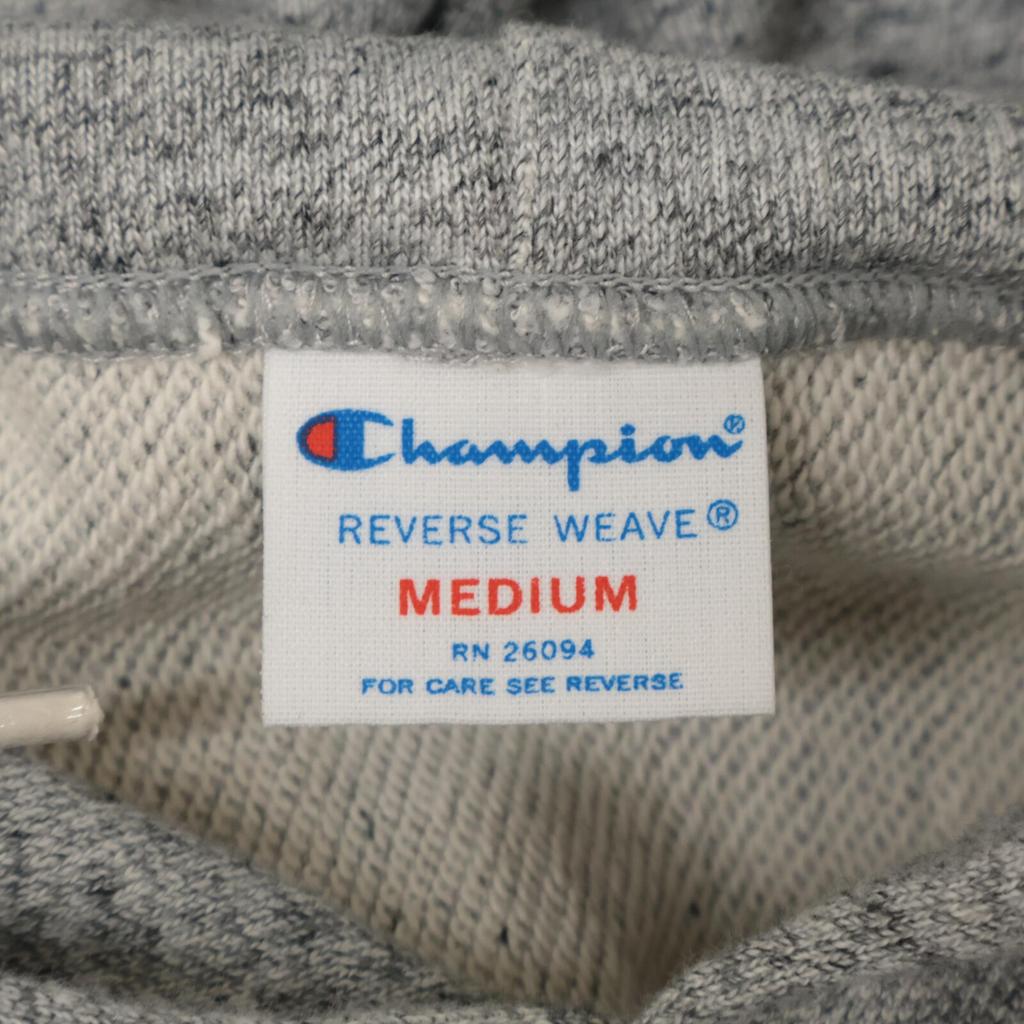 Champion®
REVERSE WEAVE®
MEDIUM
RN 26094
FOR CARE SEE REVERSE